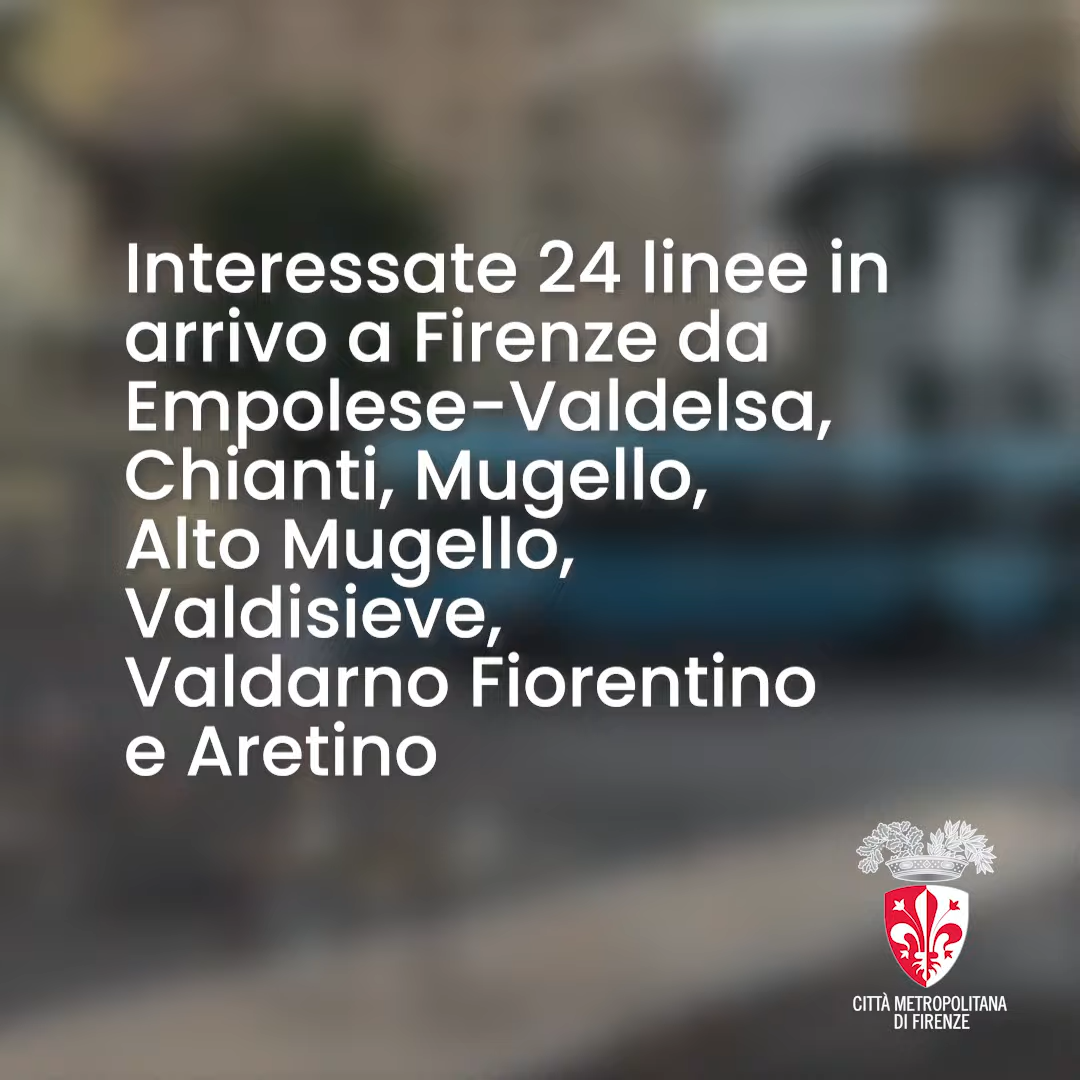 Interessate 24 linee in
arrivo a Firenze da
Empolese-Valdelsa,
Chianti, Mugello,
Alto Mugello,
Valdisieve,
Valdarno Fiorentino
e Aretino
CITTÀ METROPOLITANA
DI FIRENZE